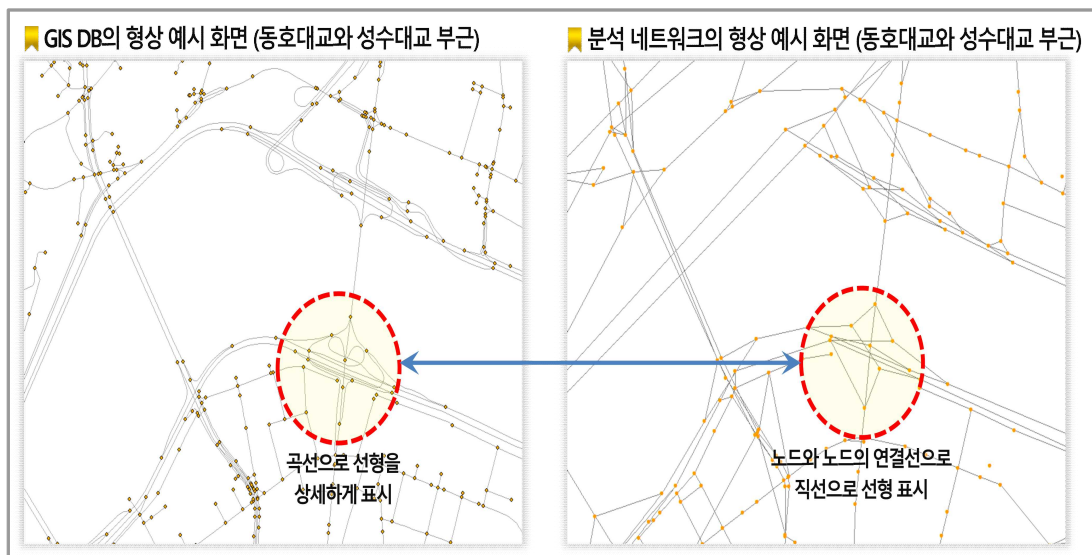 GIS DB의 형상 예시 화면 (동호대교와 성수대교 부근)
분석 네트워크의 형상 예시 화면 (동호대교와 성수대교 부근)
곡선으로 선형을
상세하게 표시
노드와 노드의 연결선으로
직선으로 선형 표시